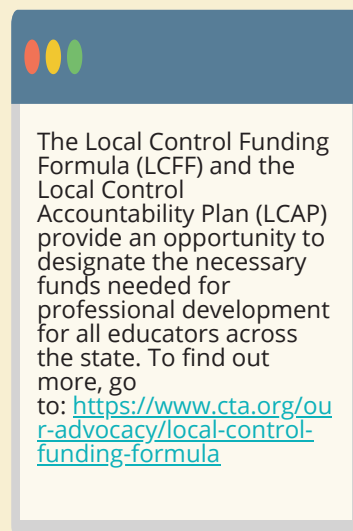 The Local Control Funding
Formula (LCFF) and the
Local Control
Accountability Plan (LCAP)
provide an opportunity to
designate the necessary
funds needed for
professional development
for all educators across
the state. To find out
more, go
to: https://www.cta.org/ou
r-advocacy/local-control-
funding-formula